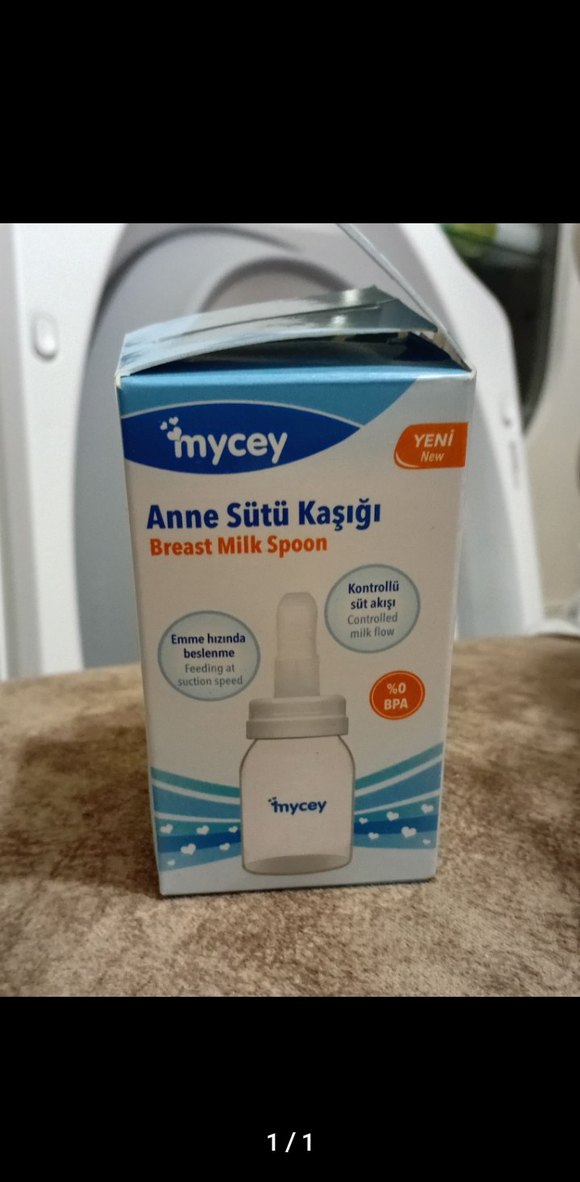 mycey
YENİ
New
Anne Sütü Kaşığı
Breast Milk Spoon
Kontrollü
süt akışı
Controlled
milk flow
Emme hızında
beslenme
Feeding at
suction speed
%0
BPA
mycey
1 / 1